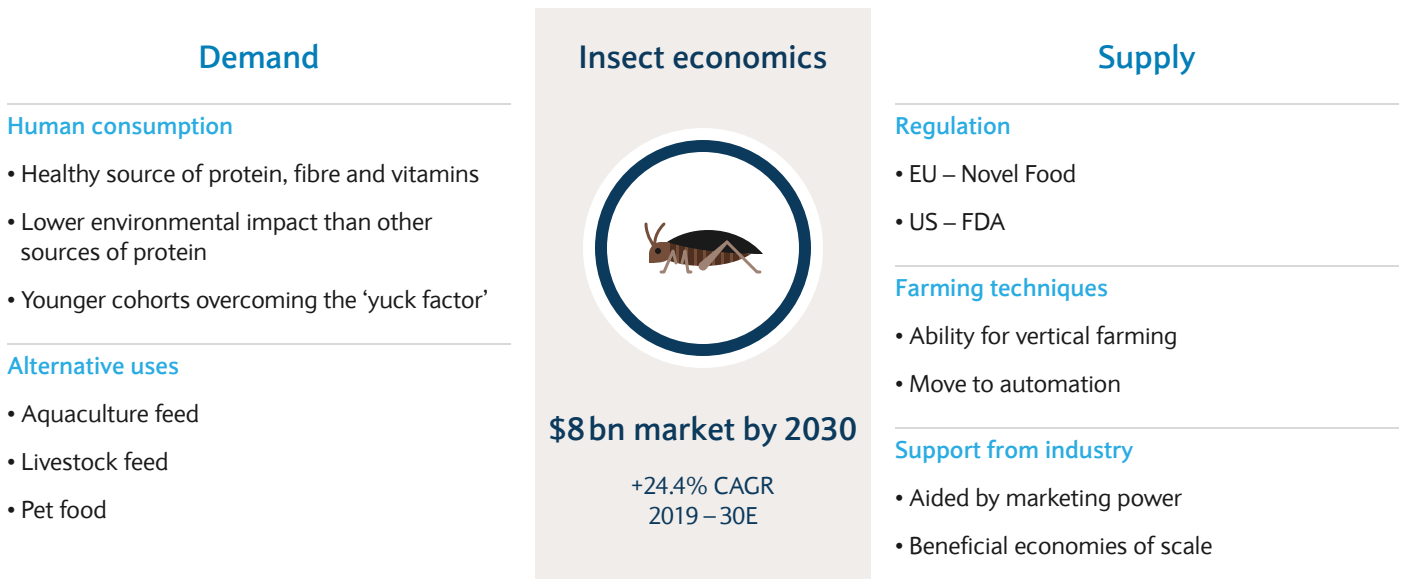 Demand
Human consumption
• Healthy source of protein, fibre and vitamins
• Lower environmental impact than other
sources of protein
• Younger cohorts overcoming the ‘yuck factor’
Alternative uses
• Aquaculture feed
• Livestock feed
• Pet food
Insect economics
$8bn market by 2030
+24.4% CAGR
2019 – 30E
Supply
Regulation
• EU – Novel Food
• US – FDA
Farming techniques
• Ability for vertical farming
• Move to automation
Support from industry
• Aided by marketing power
• Beneficial economies of scale